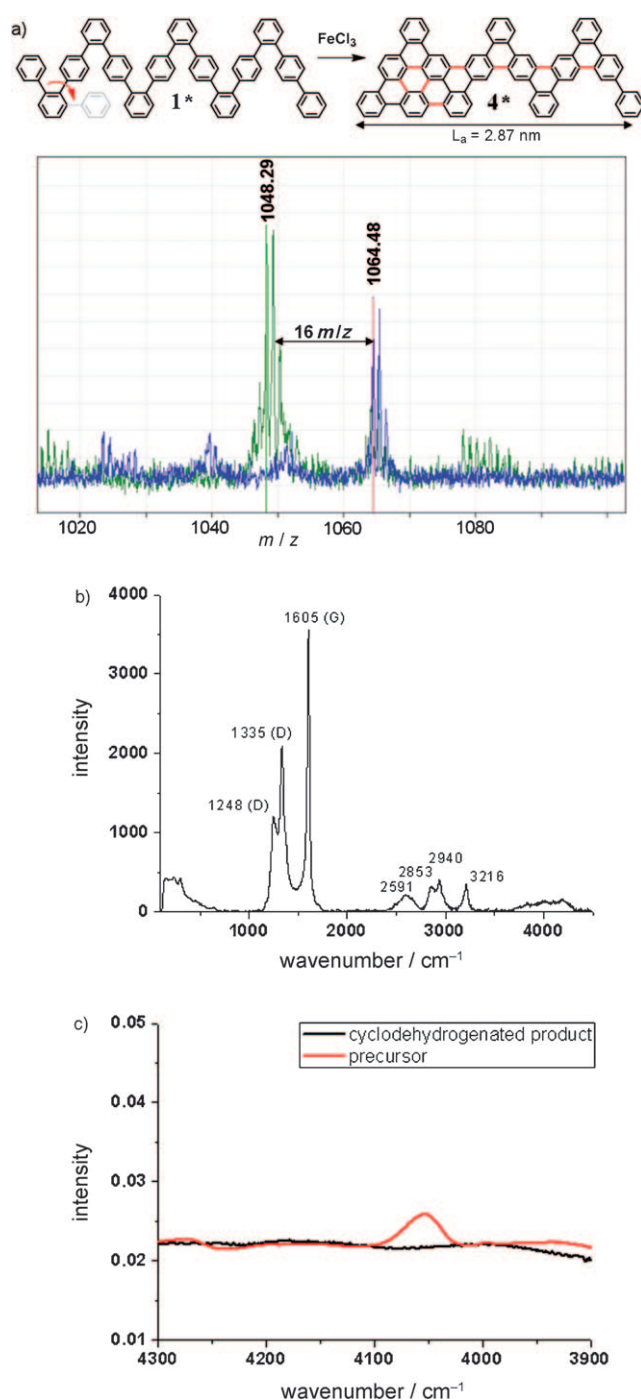 a)
FeCl3
1*
4*
La = 2.87 nm
1048.29
1064.48
16 m/z
1020 1040 1060 1080
m / z
b)
4000
3000
2000
1000
0
intensity
1605 (G)
1335 (D)
1248 (D)
2591
2853
2940
3216
1000 2000 3000 4000
wavenumber / cm–1
c)
0.05
0.04
0.03
0.02
0.01
intensity
cyclodehydrogenated product
precursor
4300 4200 4100 4000 3900
wavenumber / cm–1